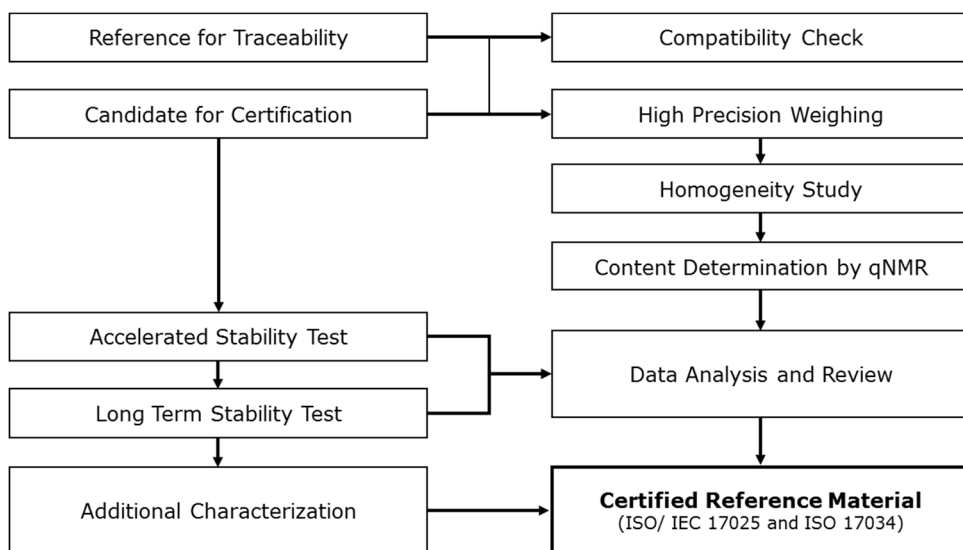 Reference for Traceability
Compatibility Check
Candidate for Certification
High Precision Weighing
Homogeneity Study
Content Determination by qNMR
Accelerated Stability Test
Data Analysis and Review
Long Term Stability Test
Additional Characterization
Certified Reference Material
(ISO/ IEC 17025 and ISO 17034)